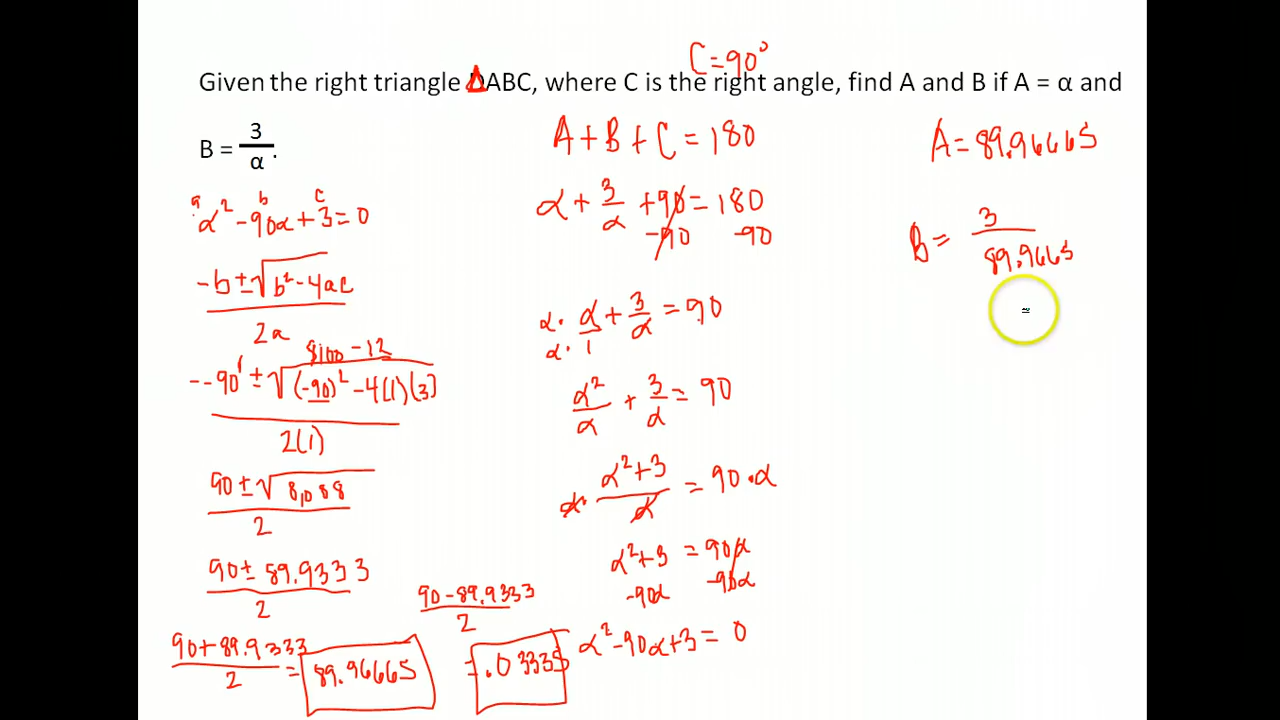 C=90°
Given the right triangle ΔABC, where C is the right angle, find A and B if A = α and
B = 3/α.
a b c
α² - 90α + 3 = 0
-b ± √b² - 4ac
2a
8100 - 12
--90 ± √(-90)² - 4(1)(3)
2(1)
90 ± √8,088
2
90 ± 89.9333
2
90 + 89.9333
2
= 89.96665
90 - 89.9333
2
= .03335
A + B + C = 180
α + 3/α + 90 = 180
-90 -90
α · α/1 + 3/α = 90
α ·
α²/α + 3/α = 90
α · α²+3/α = 90 · α
α² + 3 = 90α
-90α -90α
α² - 90α + 3 = 0
A = 89.96665
B = 3/89.9665
≈